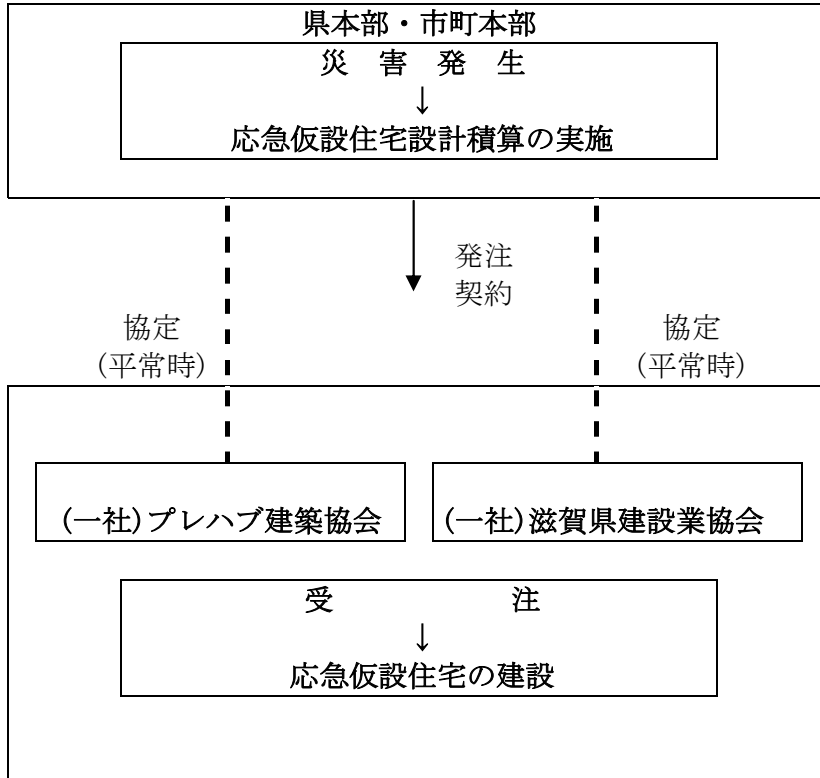 県本部・市町本部
災 害 発 生
↓
応急仮設住宅設計積算の実施
発注
契約
協定
(平常時)
協定
(平常時)
(一社)プレハブ建築協会
(一社)滋賀県建設業協会
受 注
↓
応急仮設住宅の建設